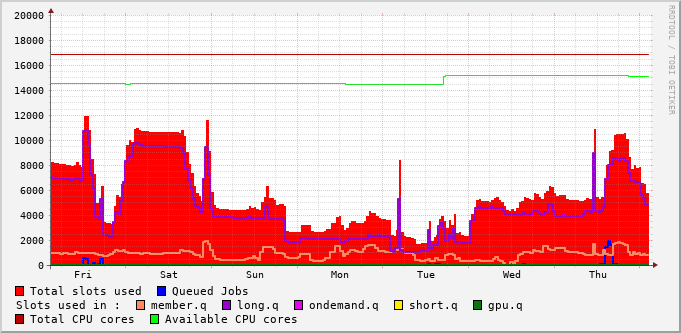 RRDTOOL / TOBI OETIKER
20000
18000
16000
14000
12000
10000
8000
6000
4000
2000
0
Fri Sat Sun Mon Tue Wed Thu
Total slots used Queued Jobs
Slots used in : member.q long.q ondemand.q short.q gpu.q
Total CPU cores Available CPU cores